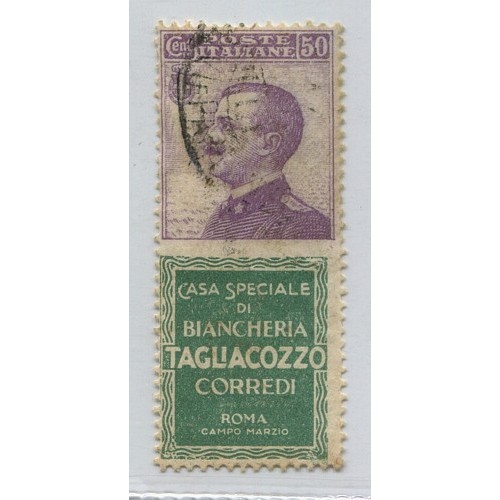 POSTE
Cent ITALIANE 50
CASA SPECIALE
DI
BIANCHERIA
TAGLIACOZZO
CORREDI
ROMA
CAMPO MARZIO